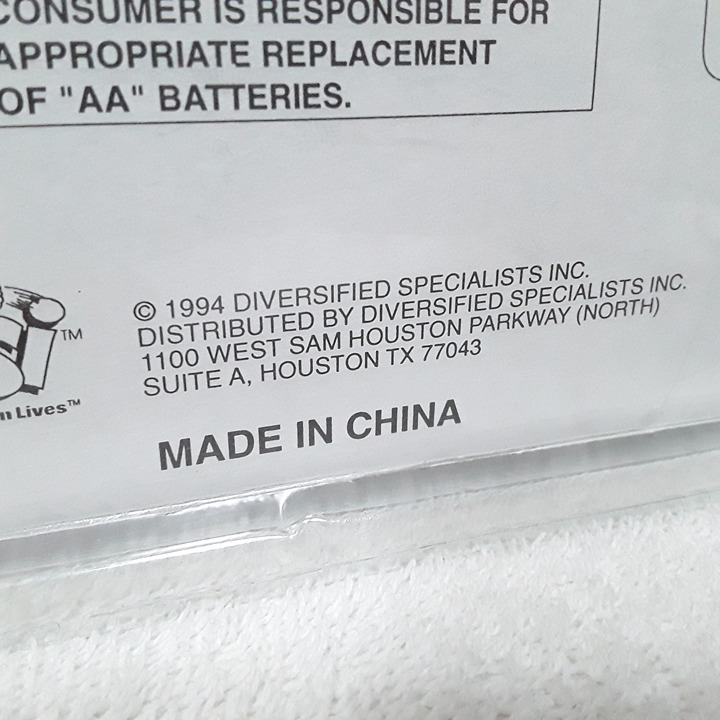 CONSUMER IS RESPONSIBLE FOR
APPROPRIATE REPLACEMENT
OF "AA" BATTERIES.
TM
Lives™
© 1994 DIVERSIFIED SPECIALISTS INC.
DISTRIBUTED BY DIVERSIFIED SPECIALISTS INC.
1100 WEST SAM HOUSTON PARKWAY (NORTH)
SUITE A, HOUSTON TX 77043
MADE IN CHINA